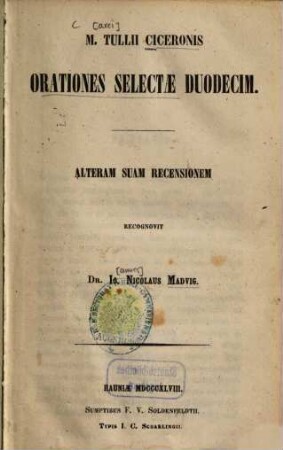 [arci]
M. TULLII CICERONIS
ORATIONES SELECTÆ DUODECIM.
ALTERAM SUAM RECENSIONEM
RECOGNOVIT
DR. IO. NICOLAUS MADVIG.
HAUNIÆ MDCCCXLVIII.
SUMPTIBUS F. V. SOLDENFELDTII.
TYPIS I. C. SCHARLINGII.